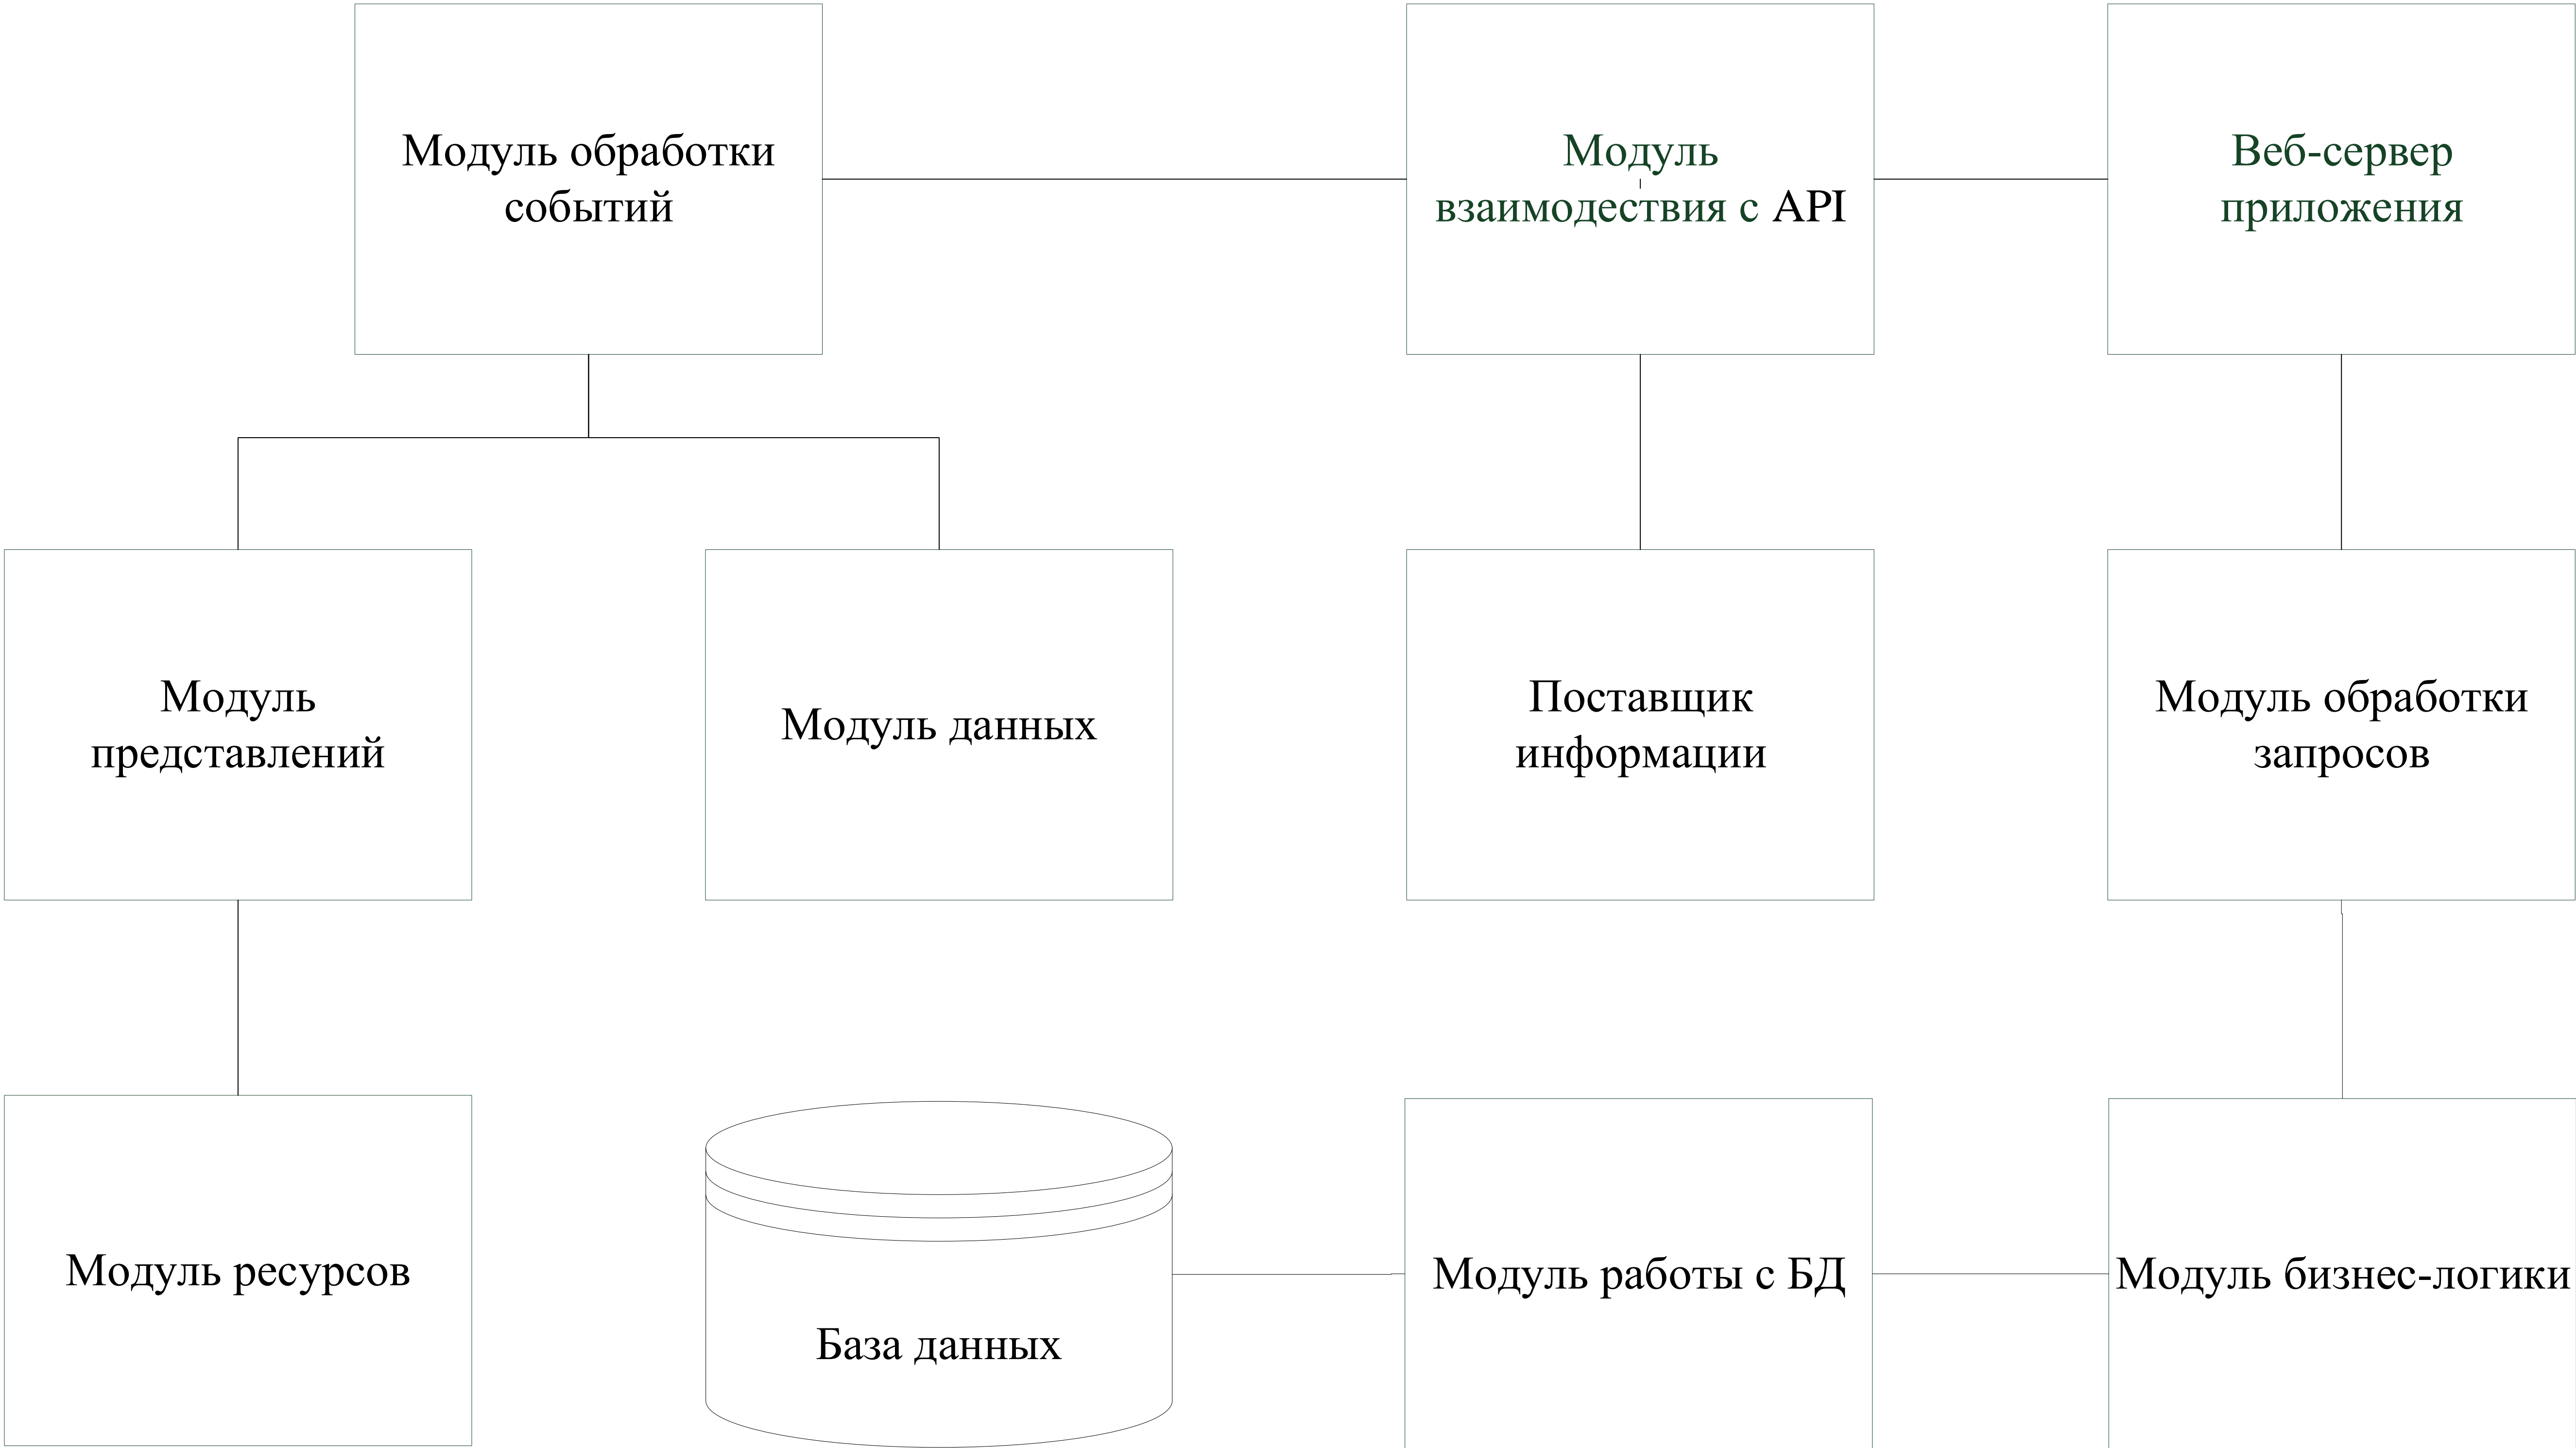 Модуль обработки
событий
Модуль
взаимодествия с API
Веб-сервер
приложения
Модуль
представлений
Модуль данных
Поставщик
информации
Модуль обработки
запросов
Модуль ресурсов
База данных
Модуль работы с БД
Модуль бизнес-логики